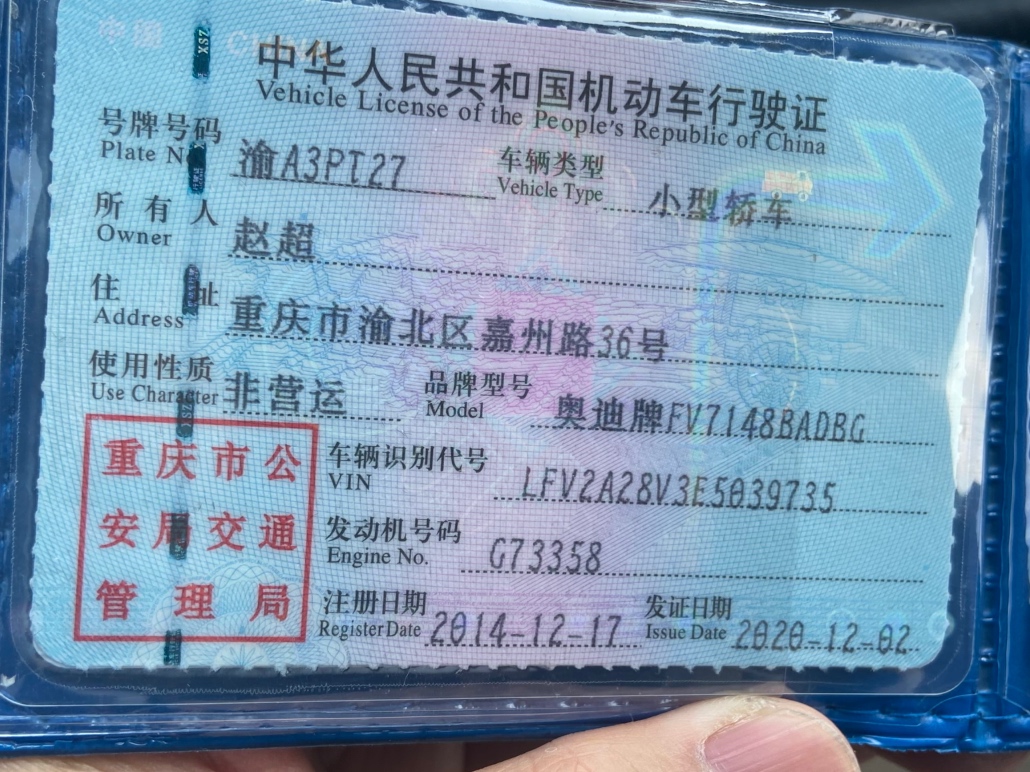 中国 CHINA
XSZ
中华人民共和国机动车行驶证
Vehicle License of the People's Republic of China
号牌号码 渝A3PT27 车辆类型 小型轿车
Plate No. Vehicle Type
所有人 赵超
Owner
住址 重庆市渝北区嘉州路36号
Address
使用性质 非营运 品牌型号 奥迪牌FV7148BADBG
Use Character Model
重庆市公
安局交通
管理局
车辆识别代号 LFV2A28V3E5039735
VIN
发动机号码 G73358
Engine No.
注册日期 2014-12-17 发证日期 2020-12-02
Register Date Issue Date